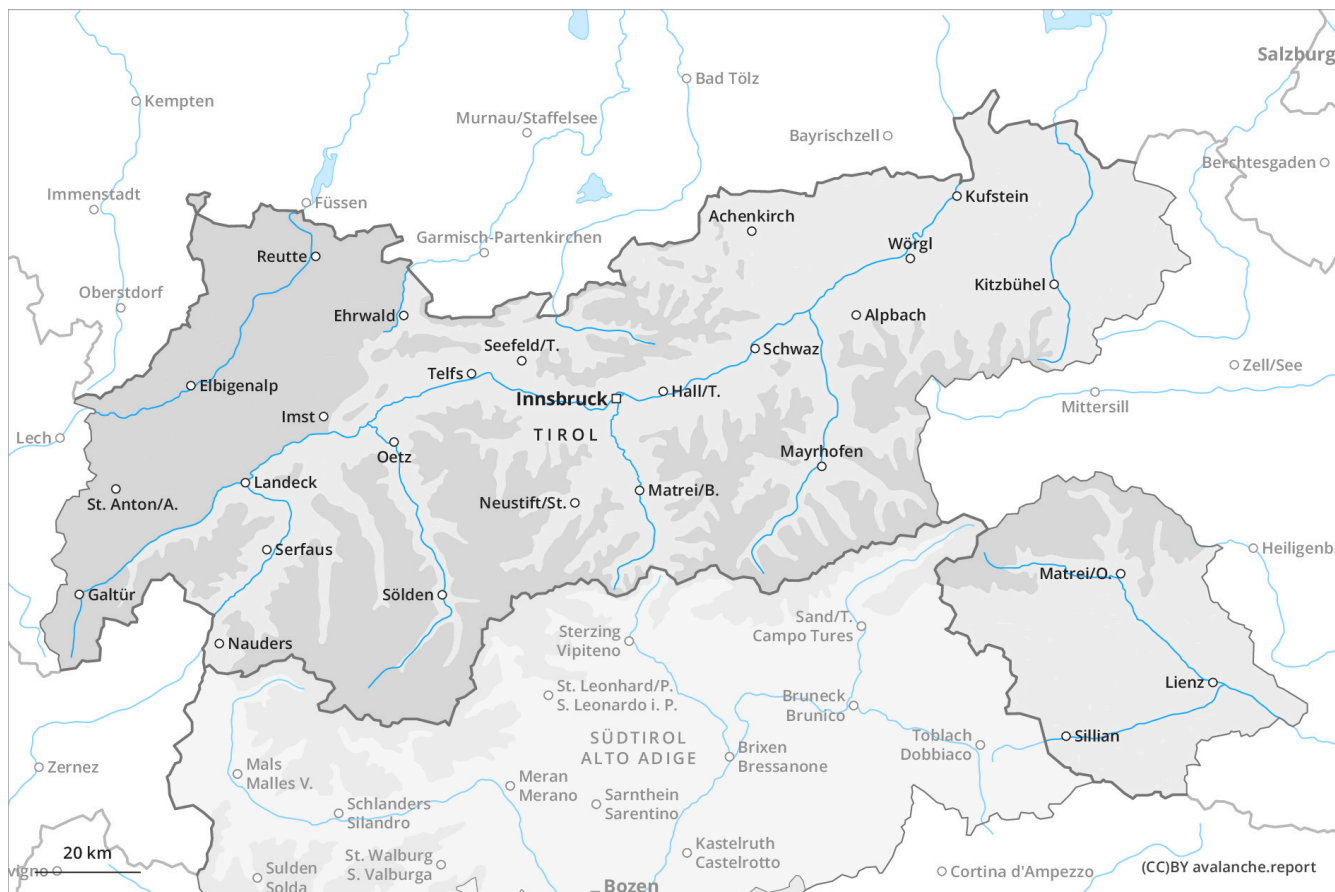 Salzburg
Kempten
Bad Tölz
Murnau/Staffelsee
Bayrischzell
Berchtesgaden
Immenstadt
Füssen
Kufstein
Achenkirch
Garmisch-Partenkirchen
Wörgl
Reutte
Kitzbühel
Oberstdorf
Ehrwald
Alpbach
Seefeld/T.
Schwaz
Zell/See
Telfs
Elbigenalp
Innsbruck
Hall/T.
Mittersill
Imst
Lech
TIROL
Oetz
Mayrhofen
Landeck
Matrei/B.
St. Anton/A.
Neustift/St.
Serfaus
Heiligenb
Matrei/O.
Galtür
Sölden
Sand/T.
Campo Tures
Sterzing
Vipiteno
Nauders
Lienz
St. Leonhard/P.
S. Leonardo i. P.
Bruneck
Brunico
Sillian
SÜDTIROL
ALTO ADIGE
Toblach
Dobbiaco
Brixen
Bressanone
Zernez
Mals
Malles V.
Meran
Merano
Schlanders
Silandro
Sarnthein
Sarentino
Kastelruth
Castelrotto
20 km
St. Walburg
S. Valburga
vigno
Cortina d'Ampezzo
(CC)BY avalanche.report
Sulden
Solda
Bozen